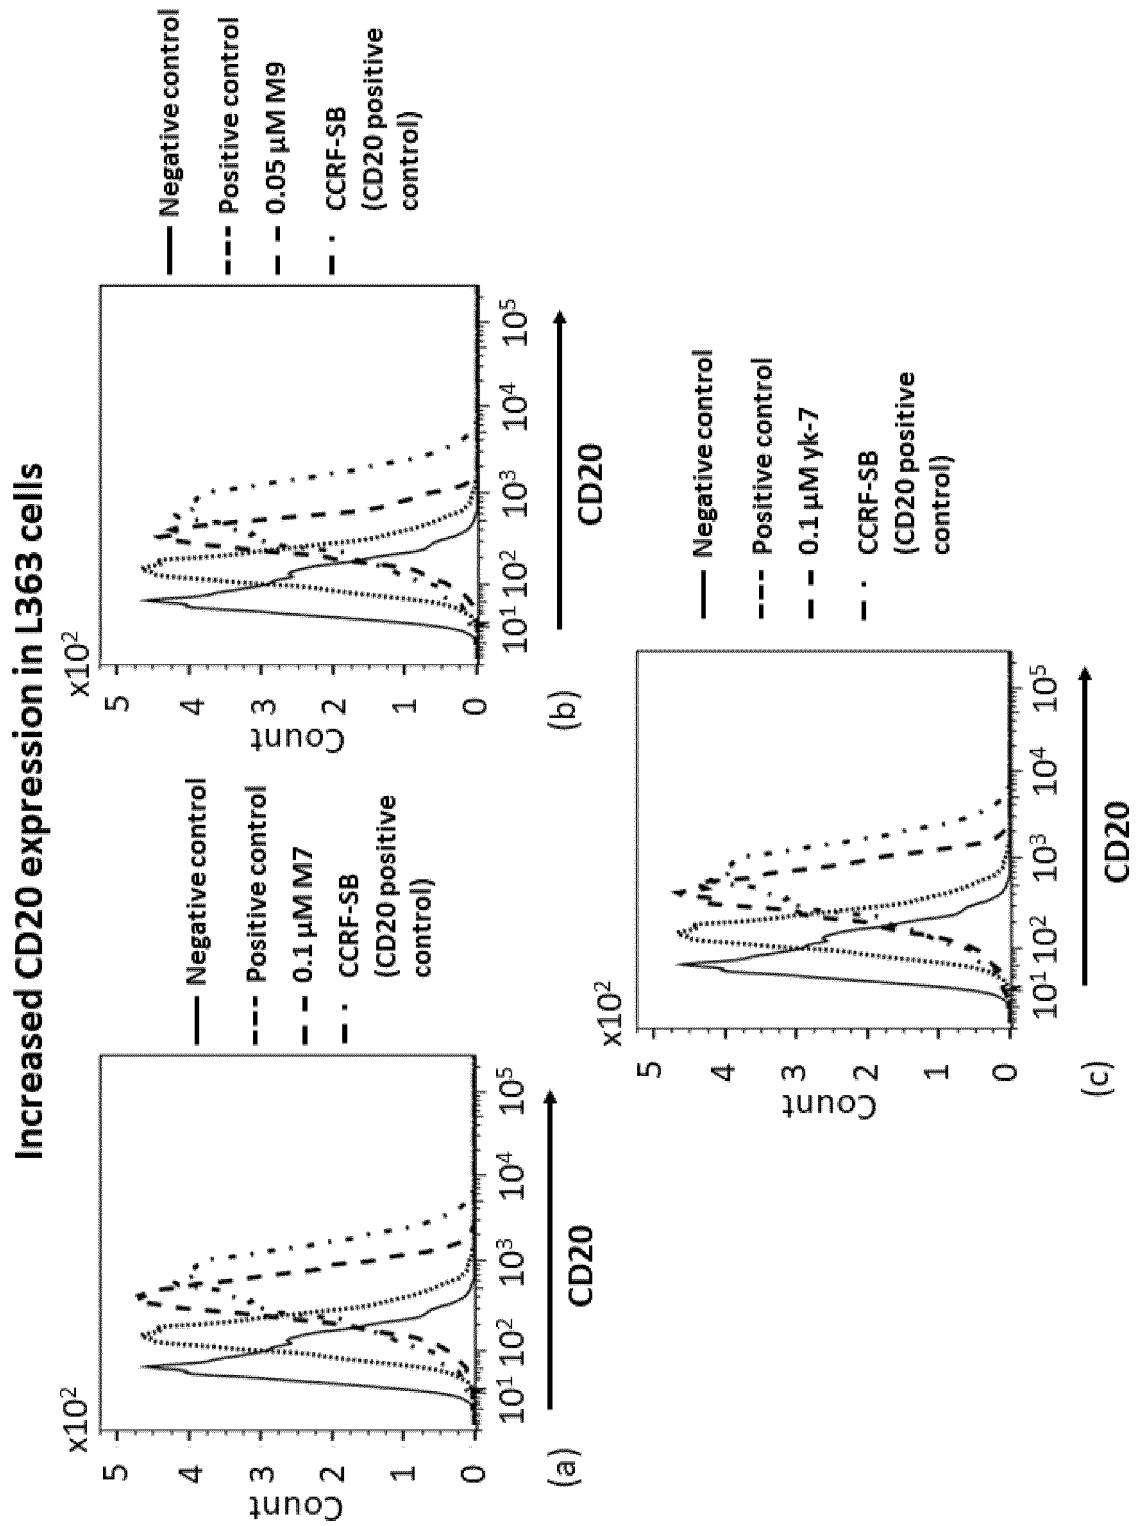 Increased CD20 expression in L363 cells
x10²
5
4
3
2
1
0
Count
10¹ 10² 10³ 10⁴ 10⁵
CD20
(a)
Negative control
Positive control
0.1 µM M7
CCRF-SB
(CD20 positive
control)
x10²
5
4
3
2
1
0
Count
10¹ 10² 10³ 10⁴ 10⁵
CD20
(b)
Negative control
Positive control
0.05 µM M9
CCRF-SB
(CD20 positive
control)
x10²
5
4
3
2
1
0
Count
10¹ 10² 10³ 10⁴ 10⁵
CD20
(c)
Negative control
Positive control
0.1 µM yk-7
CCRF-SB
(CD20 positive
control)